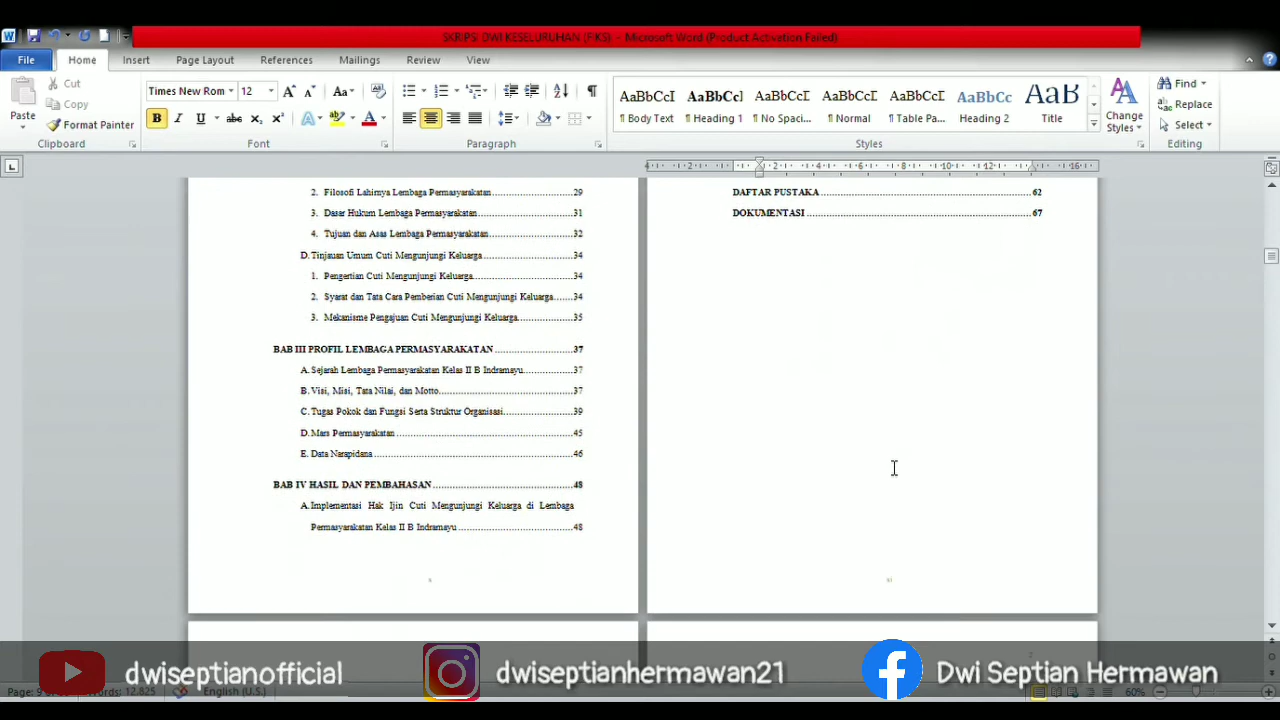 SKRIPSI DWI KESELURUHAN (FIKS) - Microsoft Word (Product Activation Failed)
File Home Insert Page Layout References Mailings Review View
Paste
Cut
Copy
Format Painter
Clipboard
Times New Rom 12
Font
Paragraph
AaBbCcI AaBbCcI AaBbCcI AaBbCcI AaBbCcI AaBbCc AaB
¶ Body Text ¶ Heading 1 ¶ No Spaci... ¶ Normal ¶ Table Pa... Heading 2 Title
Change Styles
Styles
Find
Replace
Select
Editing
2. Filosofi Lahirnya Lembaga Permasyarakatan 29
3. Dasar Hukum Lembaga Permasyarakatan 31
4. Tujuan dan Asas Lembaga Permasyarakatan 32
D. Tinjauan Umum Cuti Mengunjungi Keluarga 34
1. Pengertian Cuti Mengunjungi Keluarga 34
2. Syarat dan Tata Cara Pemberian Cuti Mengunjungi Keluarga 34
3. Mekanisme Pengajuan Cuti Mengunjungi Keluarga 35
BAB III PROFIL LEMBAGA PERMASYARAKATAN 37
A. Sejarah Lembaga Permasyarakatan Kelas II B Indramayu 37
B. Visi, Misi, Tata Nilai, dan Motto 37
C. Tugas Pokok dan Fungsi Serta Struktur Organisasi 39
D. Mars Permasyarakatan 45
E. Data Narapidana 46
BAB IV HASIL DAN PEMBAHASAN 48
A. Implementasi Hak Ijin Cuti Mengunjungi Keluarga di Lembaga
Permasyarakatan Kelas II B Indramayu 48
DAFTAR PUSTAKA 62
DOKUMENTASI 67
dwiseptianofficial
dwiseptianhermawan21
Dwi Septian Hermawan
English (U.S.)
60%